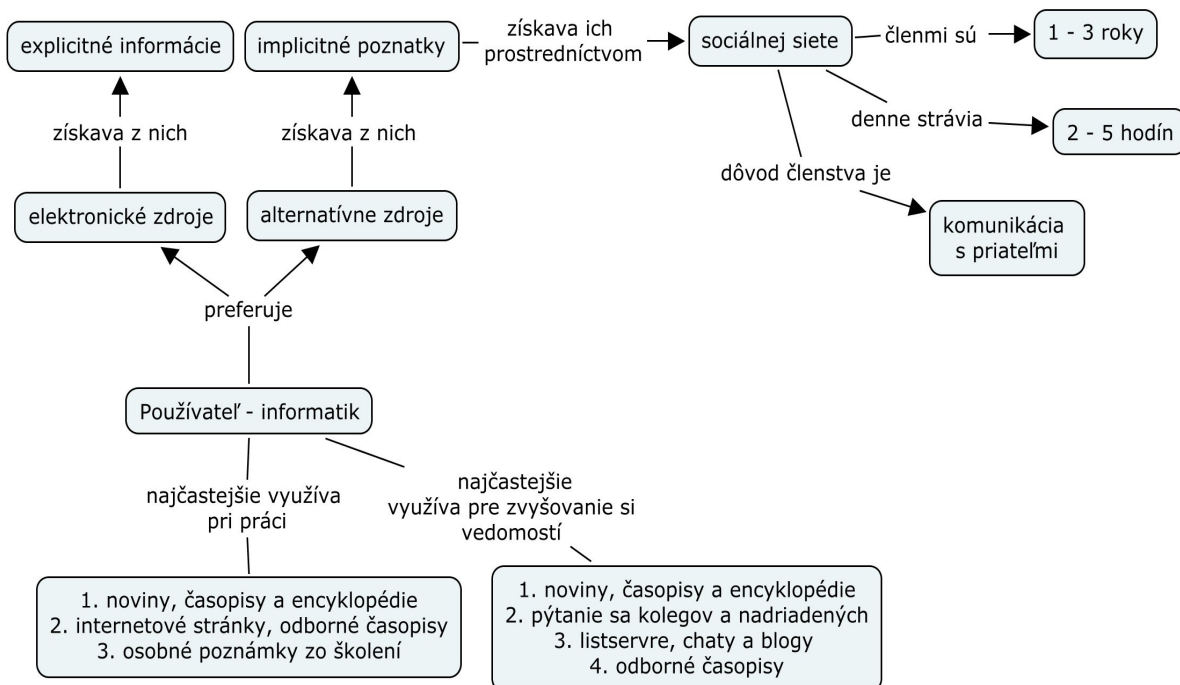 explicitné informácie
implicitné poznatky
získava ich
prostredníctvom
sociálnej siete
členmi sú
1 - 3 roky
získava z nich
získava z nich
denne strávia
2 - 5 hodín
dôvod členstva je
elektronické zdroje
alternatívne zdroje
komunikácia
s priateľmi
preferuje
Používateľ - informatik
najčastejšie využíva
pri práci
najčastejšie
využíva pre zvyšovanie si
vedomostí
1. noviny, časopisy a encyklopédie
2. internetové stránky, odborné časopisy
3. osobné poznámky zo školení
1. noviny, časopisy a encyklopédie
2. pýtanie sa kolegov a nadriadených
3. listservre, chaty a blogy
4. odborné časopisy